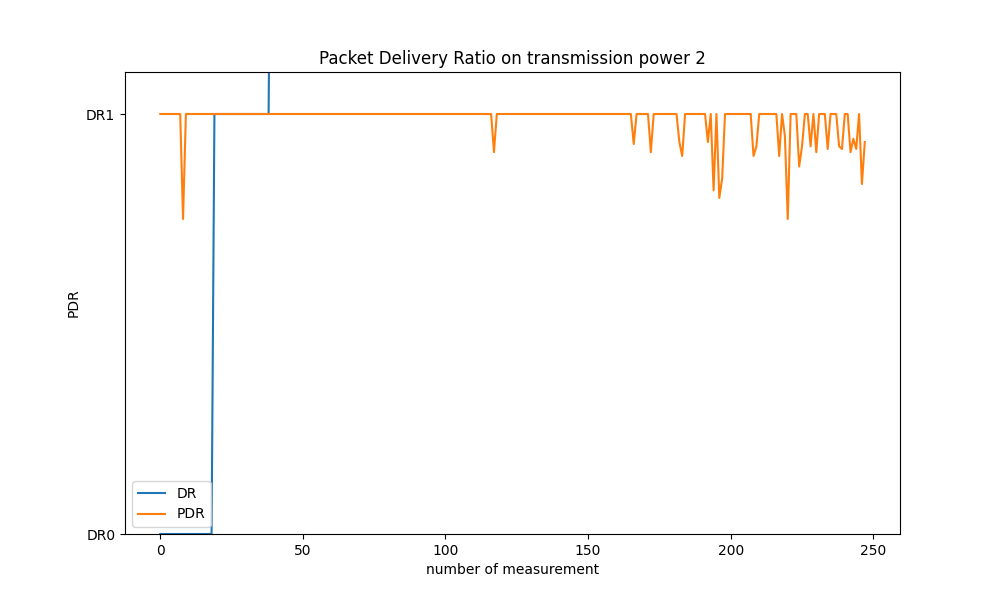 Packet Delivery Ratio on transmission power 2
DR1
PDR
DR
PDR
DR0
0 50 100 150 200 250
number of measurement